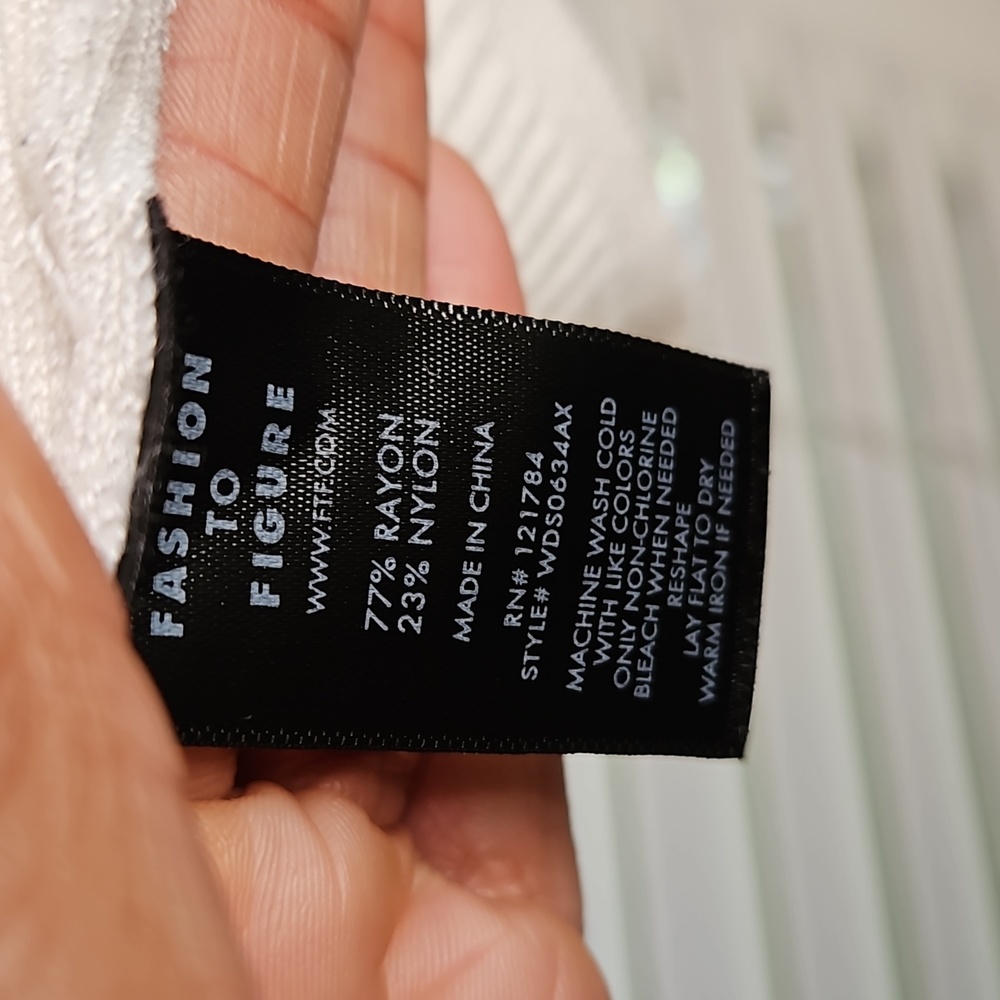 FASHION
TO
FIGURE
WWW.FTF.COM
77% RAYON
23% NYLON
MADE IN CHINA
RN# 121784
STYLE# WDS0634AX
MACHINE WASH COLD
WITH LIKE COLORS
ONLY NON-CHLORINE
BLEACH WHEN NEEDED
RESHAPE
LAY FLAT TO DRY
WARM IRON IF NEEDED